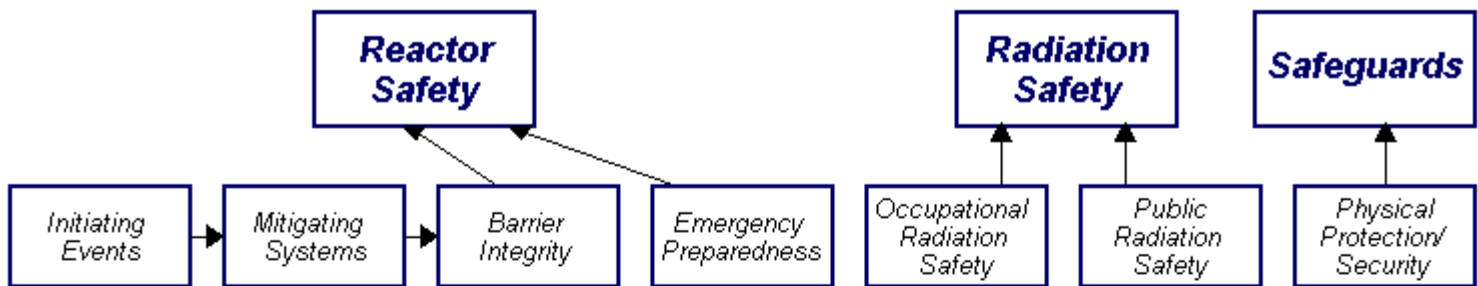 Reactor
Safety
Radiation
Safety
Safeguards
Initiating
Events
Mitigating
Systems
Barrier
Integrity
Emergency
Preparedness
Occupational
Radiation
Safety
Public
Radiation
Safety
Physical
Protection/
Security